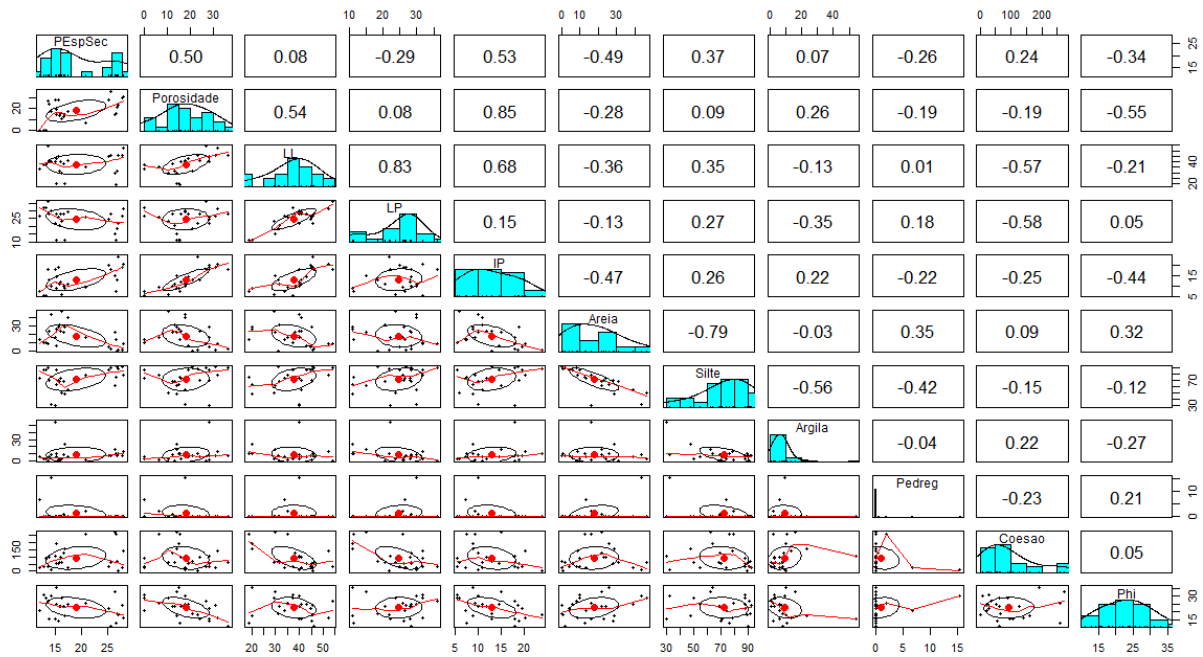 0 10 20 30 10 20 30 0 10 30 0 20 40 0 100 200
PEspSec 0.50 0.08 -0.29 0.53 -0.49 0.37 0.07 -0.26 0.24 -0.34 15 25
0 20 Porosidade 0.54 0.08 0.85 -0.28 0.09 0.26 -0.19 -0.19 -0.55
LL 0.83 0.68 -0.36 0.35 -0.13 0.01 -0.57 -0.21 20 40
10 25 LP 0.15 -0.13 0.27 -0.35 0.18 -0.58 0.05
IP -0.47 0.26 0.22 -0.22 -0.25 -0.44 5 15
0 30 Areia -0.79 -0.03 0.35 0.09 0.32
Silte -0.56 -0.42 -0.15 -0.12 30 70
0 30 Argila -0.04 0.22 -0.27
Pedreg -0.23 0.21 0 10
0 150 Coesao 0.05
Phi 15 30
15 20 25 20 30 40 50 5 10 15 20 30 50 70 90 0 5 10 15 15 25 35